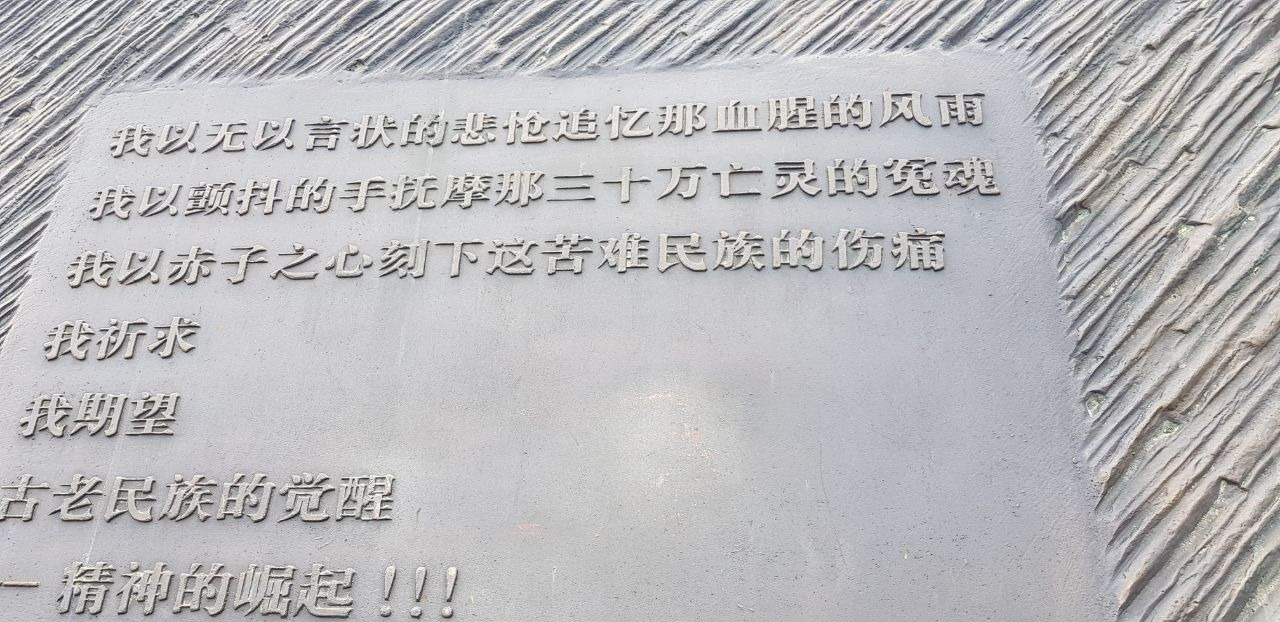 我以无以言状的悲怆追忆那血腥的风雨
我以颤抖的手抚摩那三十万亡灵的冤魂
我以赤子之心刻下这苦难民族的伤痛
我祈求
我期望
古老民族的觉醒
一 精神的崛起!!!